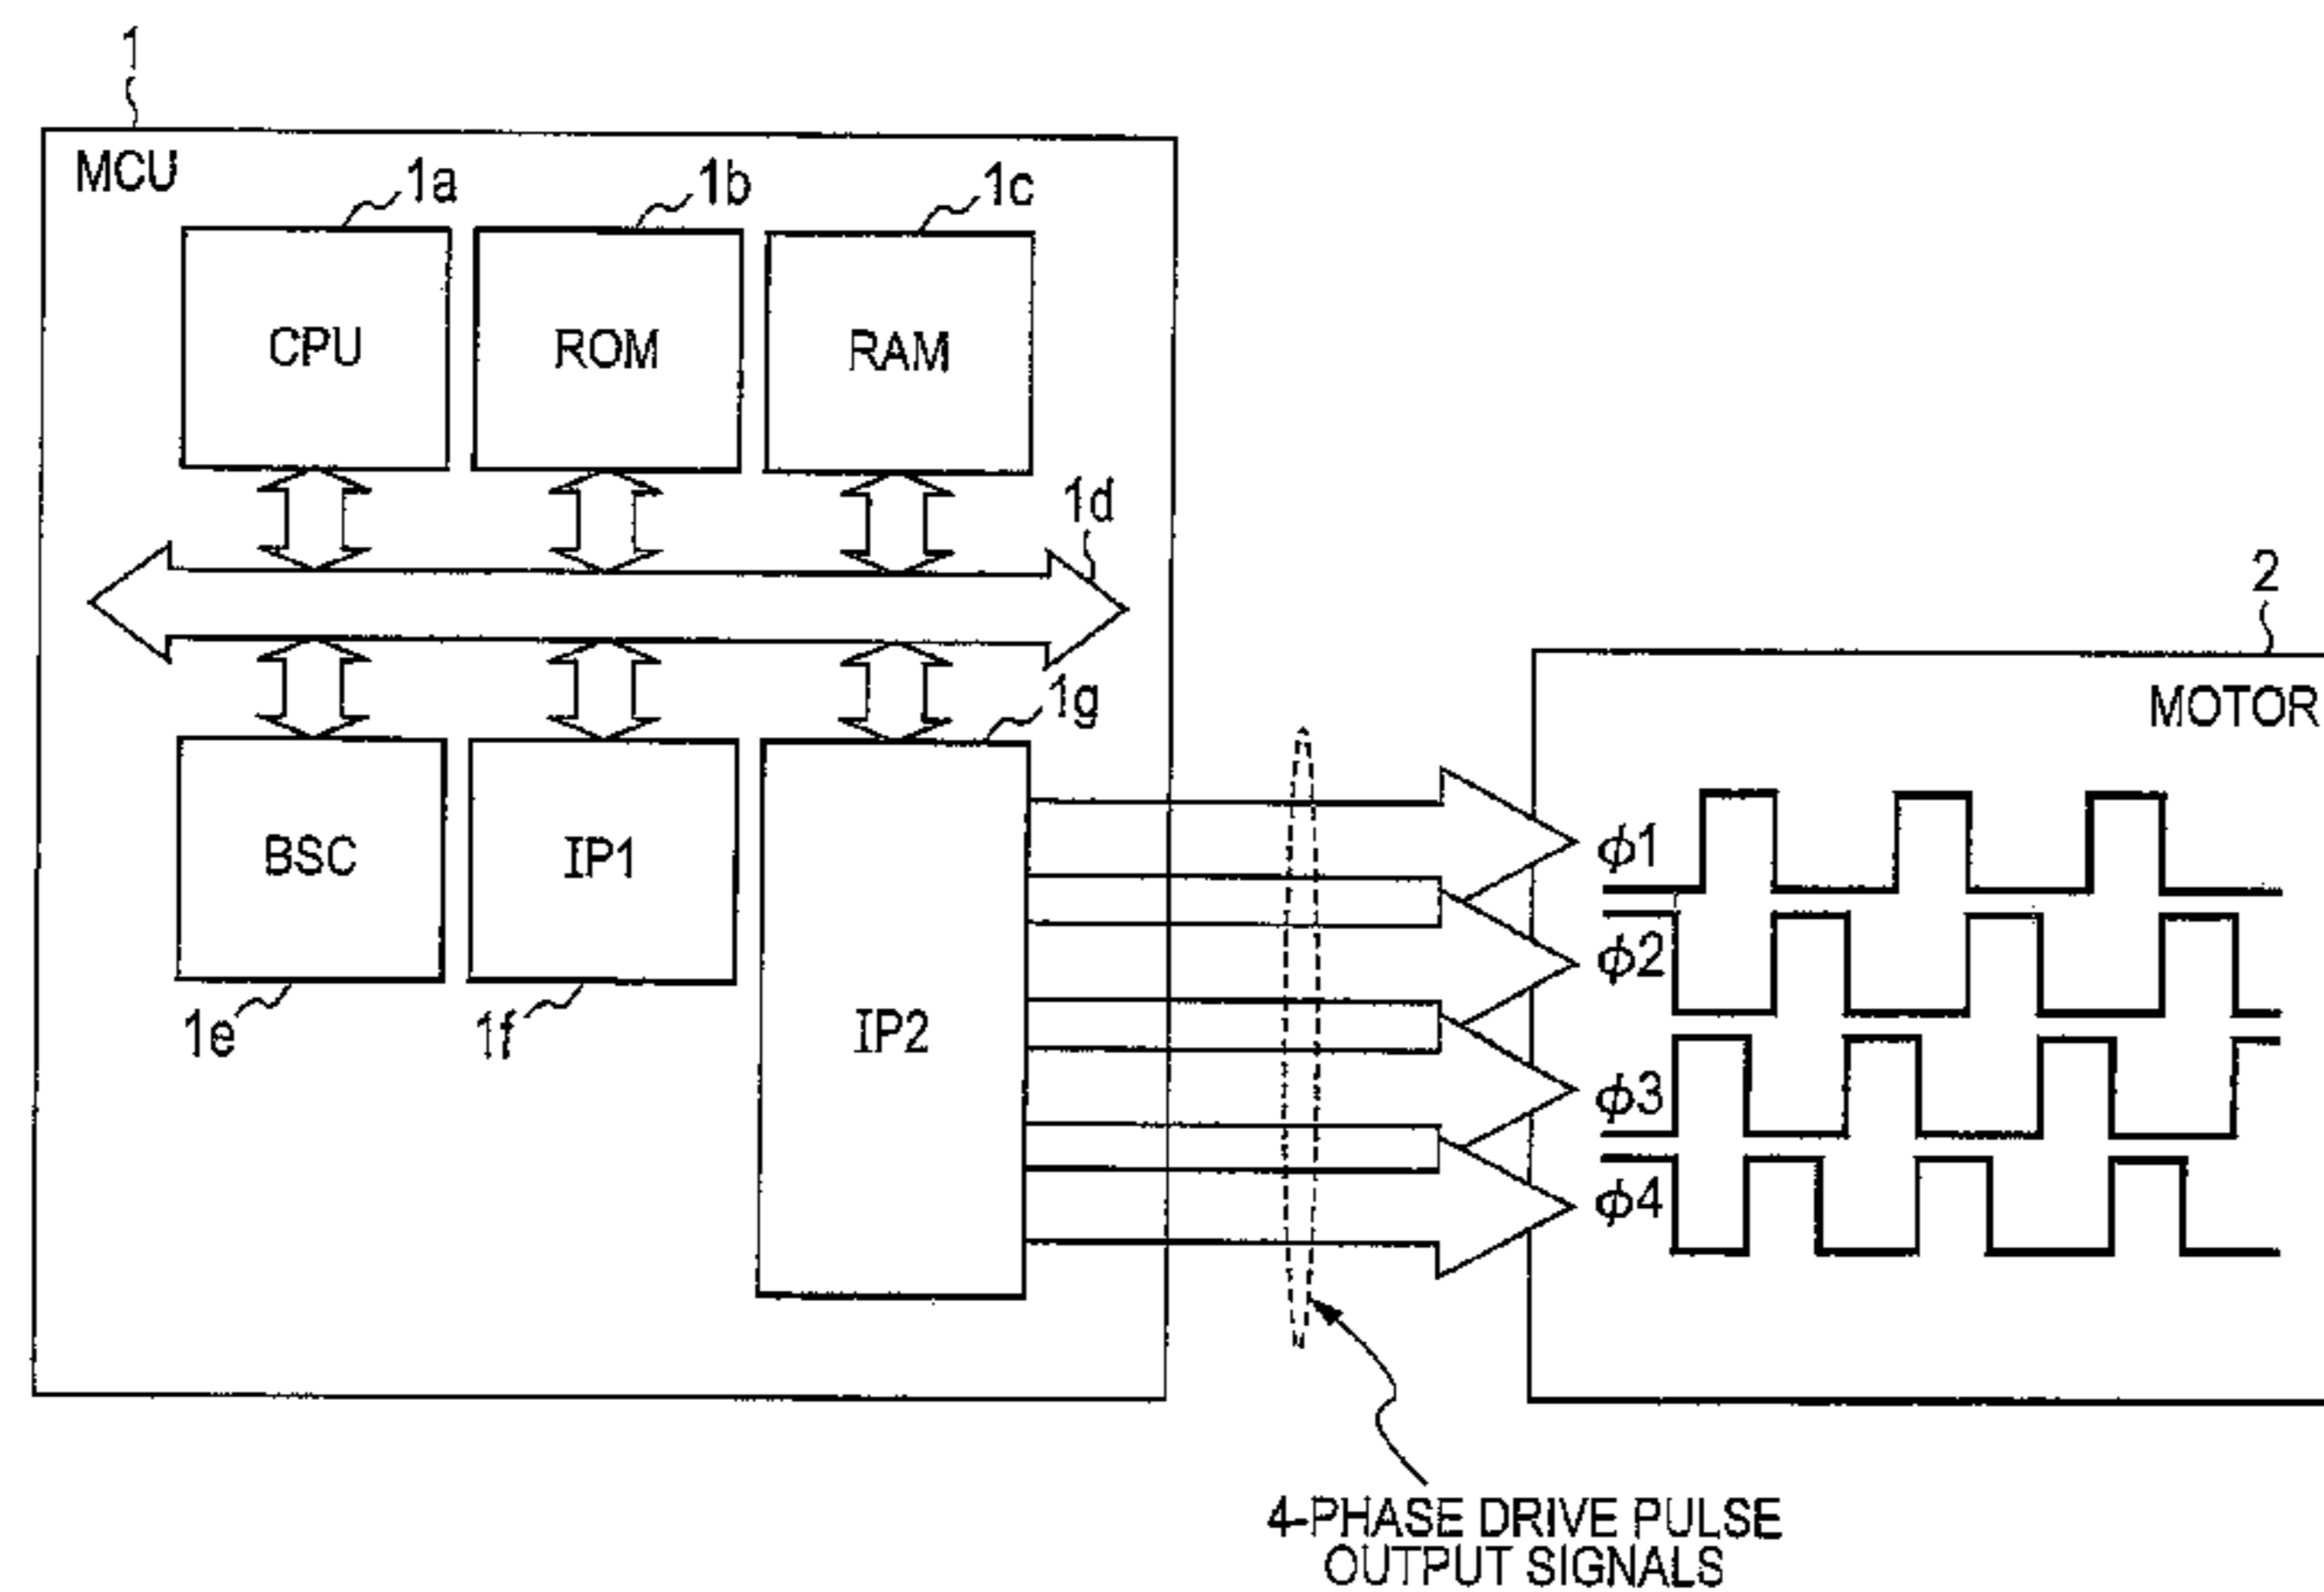 1
MCU
1a
1b
1c
CPU
ROM
RAM
1d
2
1g
MOTOR
BSC
IP1
IP2
1e
1f
ϕ1
ϕ2
ϕ3
ϕ4
4-PHASE DRIVE PULSE
OUTPUT SIGNALS